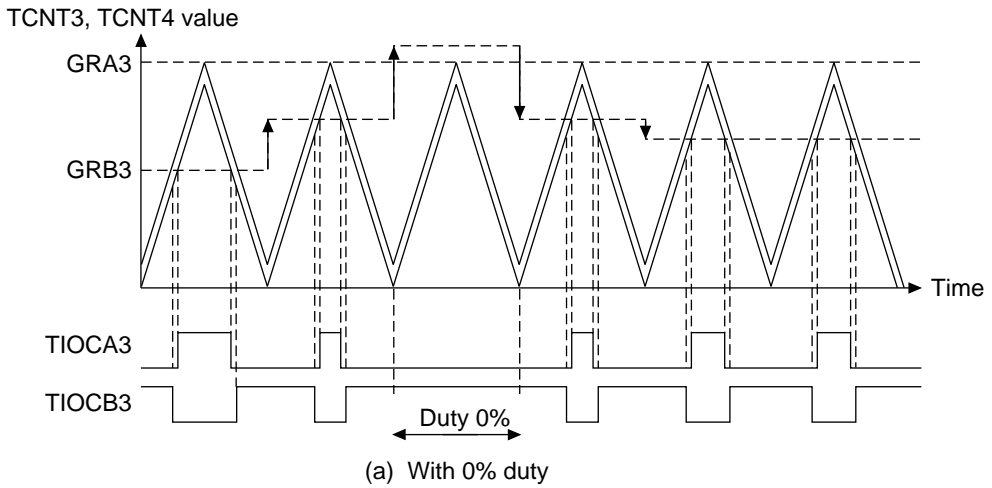 TCNT3, TCNT4 value
GRA3
GRB3
Time
TIOCA3
TIOCB3
Duty 0%
(a) With 0% duty